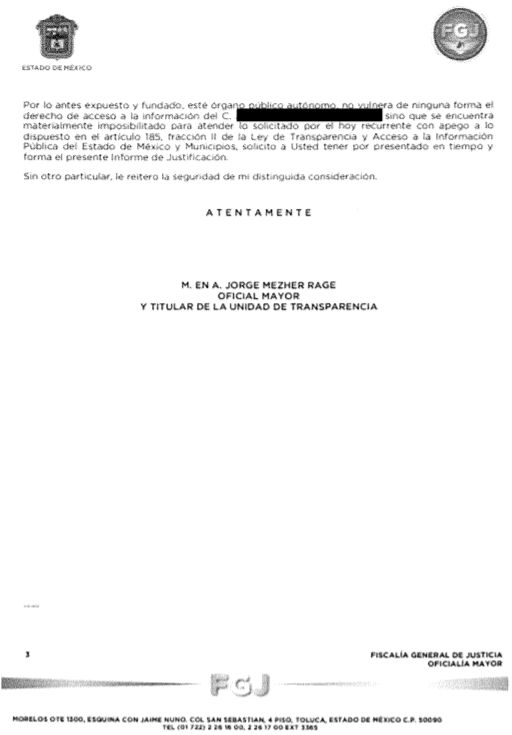 FGJ
ESTADO DE MÉXICO
Por lo antes expuesto y fundado, esté órgano público autónomo, no vulnera de ninguna forma el
derecho de acceso a la información del C. sino que se encuentra
materialmente imposibilitado para atender lo solicitado por el hoy recurrente con apego a lo
dispuesto en el artículo 185, fracción II de la Ley de Transparencia y Acceso a la Información
Pública del Estado de México y Municipios, solicito a Usted tener por presentado en tiempo y
forma el presente Informe de Justificación.
Sin otro particular, le reitero la seguridad de mi distinguida consideración.
ATENTAMENTE
M. EN A. JORGE MEZHER RAGE
OFICIAL MAYOR
Y TITULAR DE LA UNIDAD DE TRANSPARENCIA
3
FISCALÍA GENERAL DE JUSTICIA
OFICIALÍA MAYOR
FGJ
MORELOS OTE 1300, ESQUINA CON JAIME NUNO, COL SAN SEBASTIAN, 4 PISO, TOLUCA, ESTADO DE MÉXICO C.P. 50090
TEL (01 722) 2 26 16 00, 2 26 17 00 EXT 3365